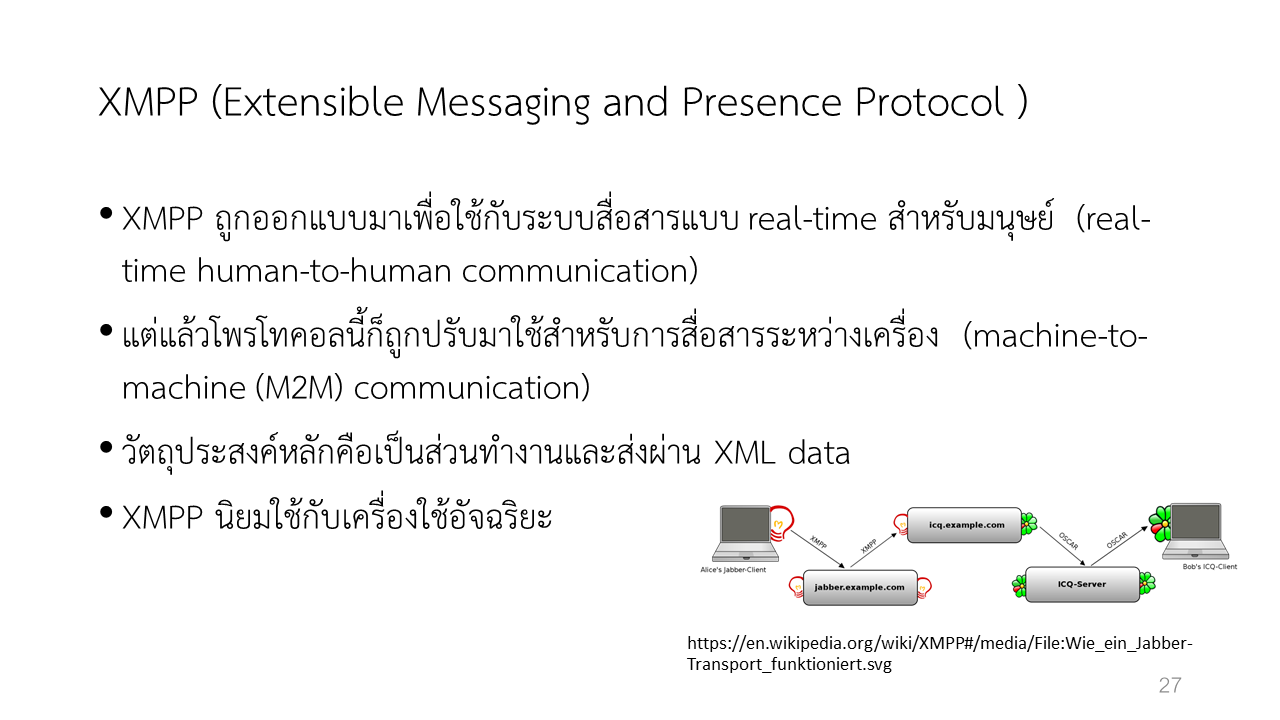 XMPP (Extensible Messaging and Presence Protocol )
• XMPP ถูกออกแบบมาเพื่อใช้กับระบบสื่อสารแบบ real-time สำหรับมนุษย์ (real-
time human-to-human communication)
• แต่แล้วโพรโทคอลนี้ก็ถูกปรับมาใช้สำหรับการสื่อสารระหว่างเครื่อง (machine-to-
machine (M2M) communication)
• วัตถุประสงค์หลักคือเป็นส่วนทำงานและส่งผ่าน XML data
• XMPP นิยมใช้กับเครื่องใช้อัจฉริยะ
Alice's Jabber-Client
XMPP
jabber.example.com
XMPP
icq.example.com
OSCAR
ICQ-Server
OSCAR
Bob's ICQ-Client
https://en.wikipedia.org/wiki/XMPP#/media/File:Wie_ein_Jabber-
Transport_funktioniert.svg
27